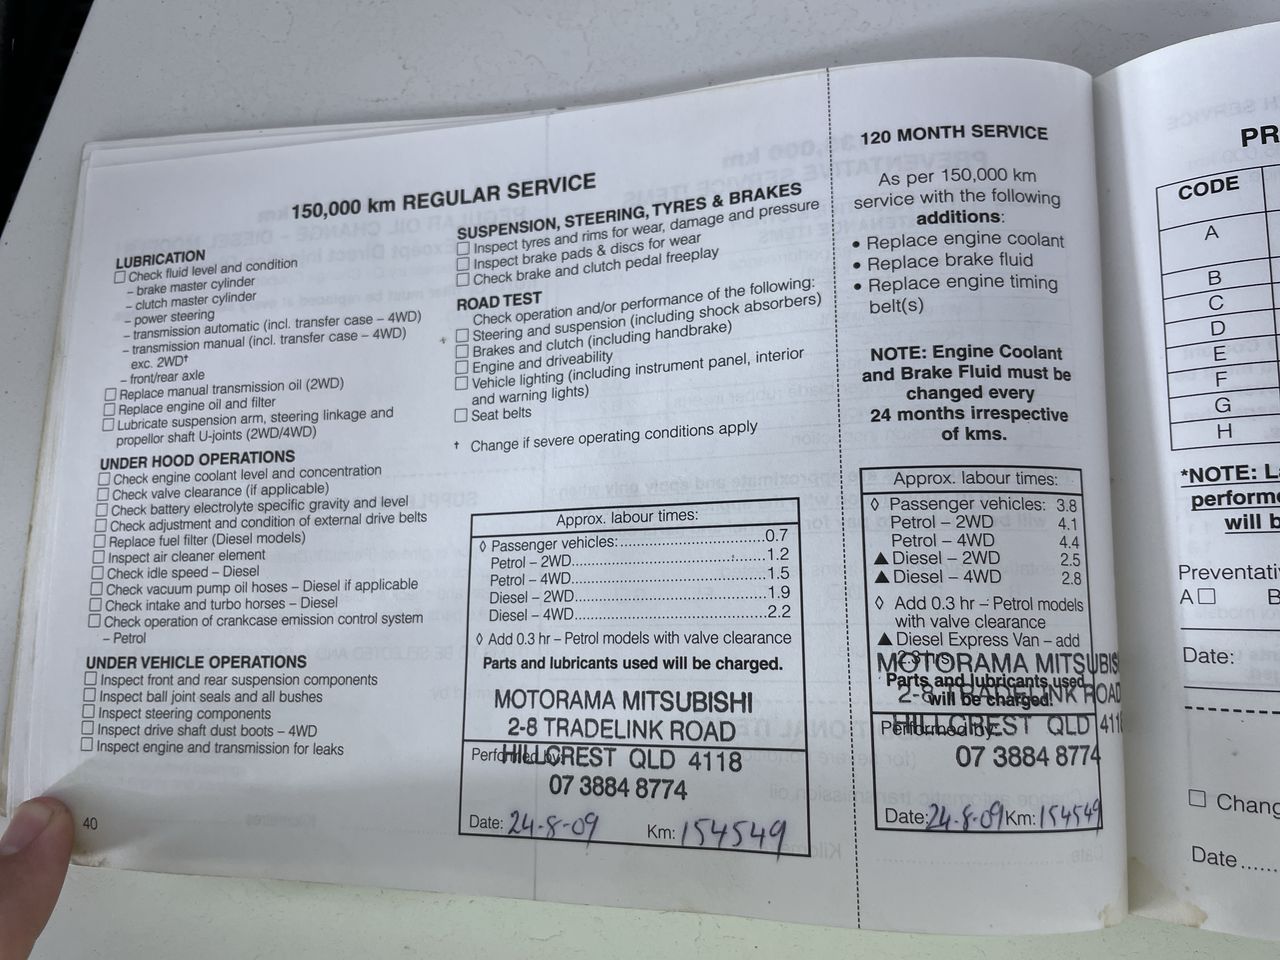 150,000 km REGULAR SERVICE
LUBRICATION
☐ Check fluid level and condition
– brake master cylinder
– clutch master cylinder
– power steering
– transmission automatic (incl. transfer case – 4WD)
– transmission manual (incl. transfer case – 4WD)
exc. 2WD†
– front/rear axle
☐ Replace manual transmission oil (2WD)
☐ Replace engine oil and filter
☐ Lubricate suspension arm, steering linkage and
propellor shaft U-joints (2WD/4WD)
UNDER HOOD OPERATIONS
☐ Check engine coolant level and concentration
☐ Check valve clearance (if applicable)
☐ Check battery electrolyte specific gravity and level
☐ Check adjustment and condition of external drive belts
☐ Replace fuel filter (Diesel models)
☐ Inspect air cleaner element
☐ Check idle speed – Diesel
☐ Check vacuum pump oil hoses – Diesel if applicable
☐ Check intake and turbo horses – Diesel
☐ Check operation of crankcase emission control system
– Petrol
UNDER VEHICLE OPERATIONS
☐ Inspect front and rear suspension components
☐ Inspect ball joint seals and all bushes
☐ Inspect steering components
☐ Inspect drive shaft dust boots – 4WD
☐ Inspect engine and transmission for leaks
40
SUSPENSION, STEERING, TYRES & BRAKES
☐ Inspect tyres and rims for wear, damage and pressure
☐ Inspect brake pads & discs for wear
☐ Check brake and clutch pedal freeplay
ROAD TEST
Check operation and/or performance of the following:
☐ Steering and suspension (including shock absorbers)
☐ Brakes and clutch (including handbrake)
☐ Engine and driveability
☐ Vehicle lighting (including instrument panel, interior
and warning lights)
☐ Seat belts
† Change if severe operating conditions apply
Approx. labour times:
◊ Passenger vehicles:..............................0.7
Petrol – 2WD.......................................1.2
Petrol – 4WD.......................................1.5
Diesel – 2WD.......................................1.9
Diesel – 4WD.......................................2.2
◊ Add 0.3 hr – Petrol models with valve clearance
Parts and lubricants used will be charged.
MOTORAMA MITSUBISHI
2-8 TRADELINK ROAD
Performed by:
HILLCREST QLD 4118
07 3884 8774
Date: 24-8-09 Km: 154549
120 MONTH SERVICE
As per 150,000 km
service with the following
additions:
• Replace engine coolant
• Replace brake fluid
• Replace engine timing
belt(s)
NOTE: Engine Coolant
and Brake Fluid must be
changed every
24 months irrespective
of kms.
Approx. labour times:
◊ Passenger vehicles: 3.8
Petrol – 2WD 4.1
Petrol – 4WD 4.4
▲ Diesel – 2WD 2.5
▲ Diesel – 4WD 2.8
◊ Add 0.3 hr – Petrol models
with valve clearance
▲ Diesel Express Van – add
MOTORAMA MITSUBIS
Parts and lubricants used
2-8 TRADELINK ROAD
will be charged.
Performed by:
HILLCREST QLD 4118
07 3884 8774
Date: 24-8-09 Km: 154549
PR
CODE
A
B
C
D
E
F
G
H
*NOTE: L
performe
will b
Preventati
A ☐ B
Date:
☐ Chang
Date.....